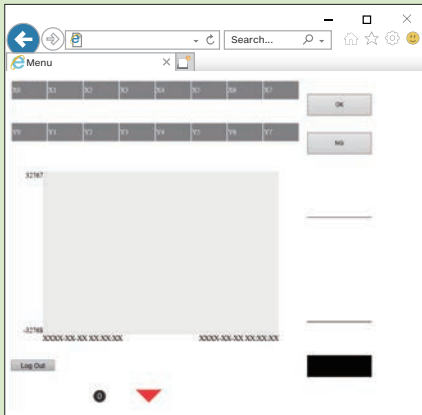 Search...
Menu
X0 X1 X2 X3 X4 X5 X6 X7
OK
Y0 Y1 Y2 Y3 Y4 Y5 Y6 Y7
NG
32767
-32768
XXXX-XX-XX XX:XX:XX XXXX-XX-XX XX:XX:XX
Log Out
0